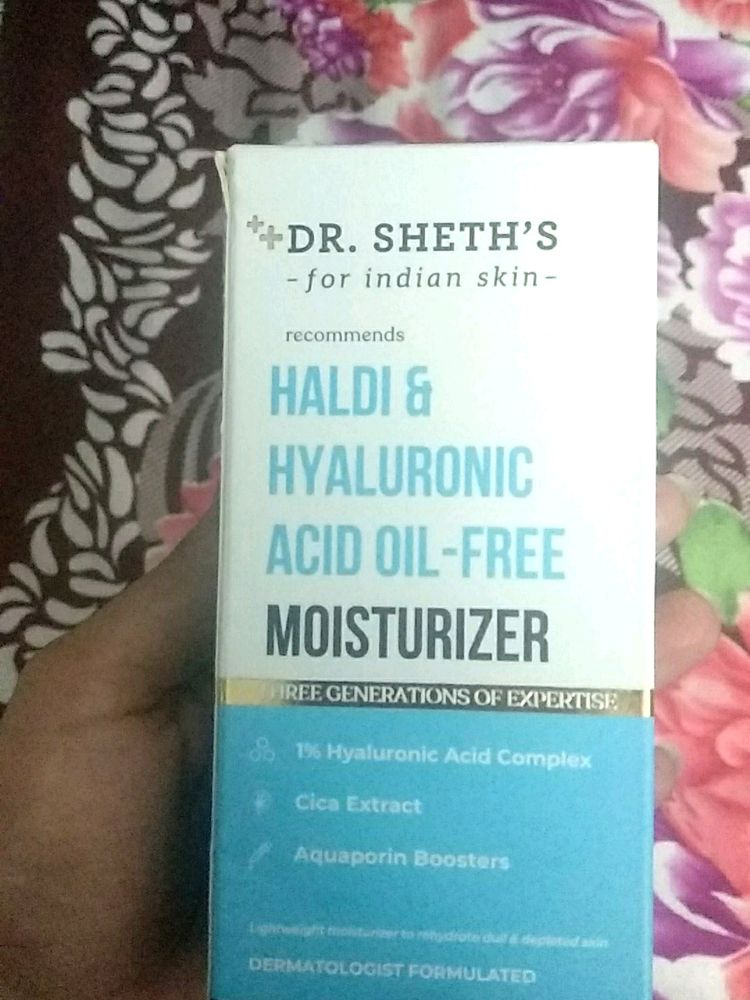 DR. SHETH'S
-for indian skin-
recommends
HALDI &
HYALURONIC
ACID OIL-FREE
MOISTURIZER
THREE GENERATIONS OF EXPERTISE
1% Hyaluronic Acid Complex
Cica Extract
Aquaporin Boosters
Lightweight moisturizer to rehydrate dull & depleted skin
DERMATOLOGIST FORMULATED